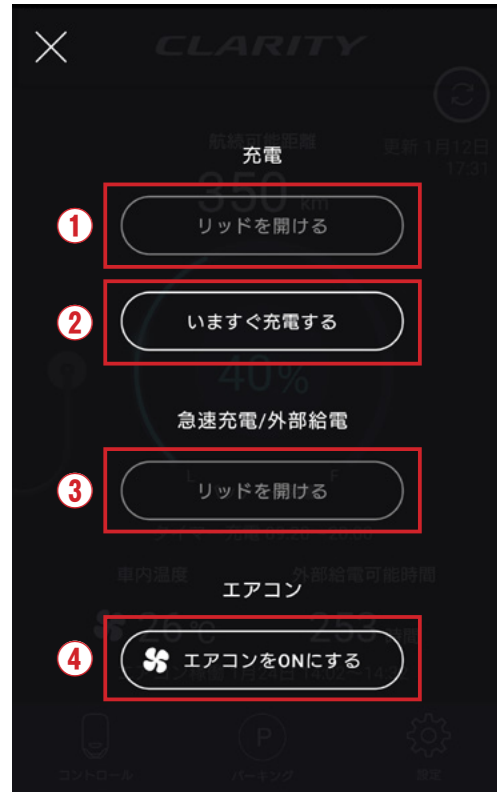 CLARITY
航続可能距離
更新 1月12日
17:31
充電
350 km
① リッドを開ける
② いますぐ充電する
40%
急速充電/外部給電
L F
③ リッドを開ける
車内温度 外部給電可能時間
エアコン
26 ℃ 253 時間
④ エアコンをONにする
コントロール P パーキング 設定